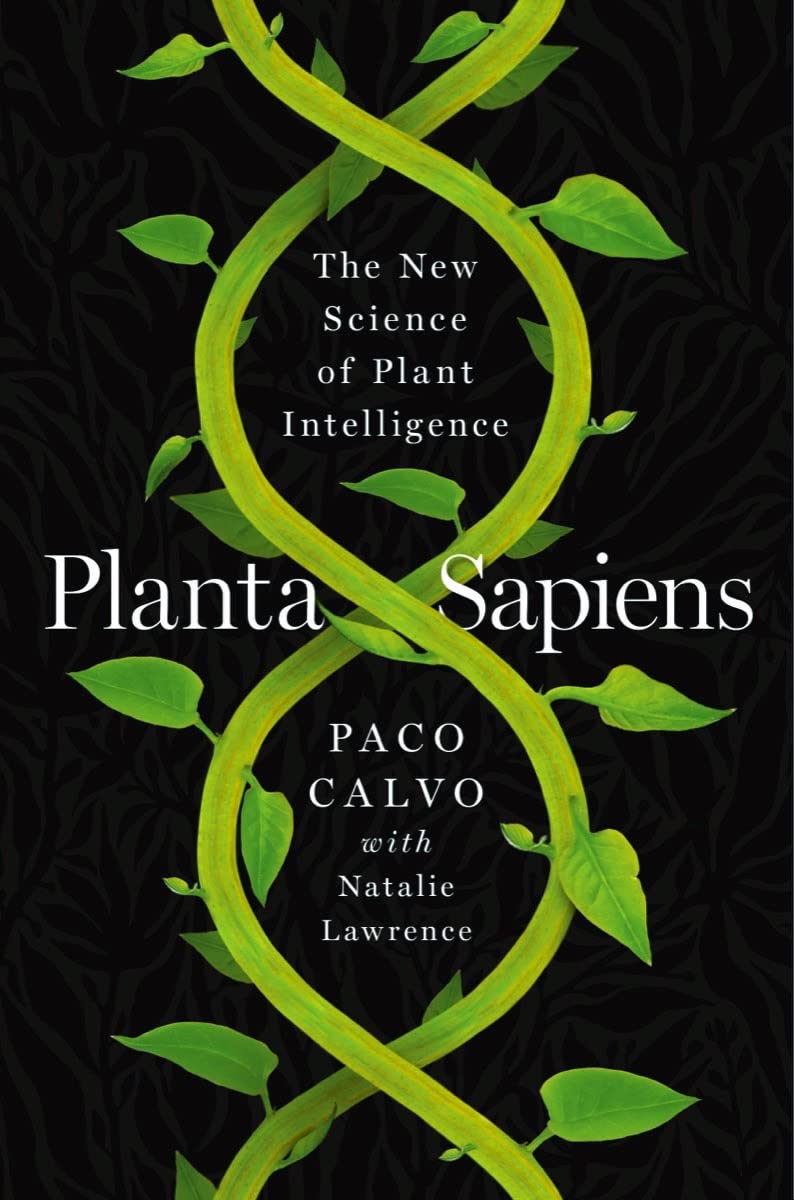 The New
Science
of Plant
Intelligence
Planta Sapiens
PACO
CALVO
with
Natalie
Lawrence